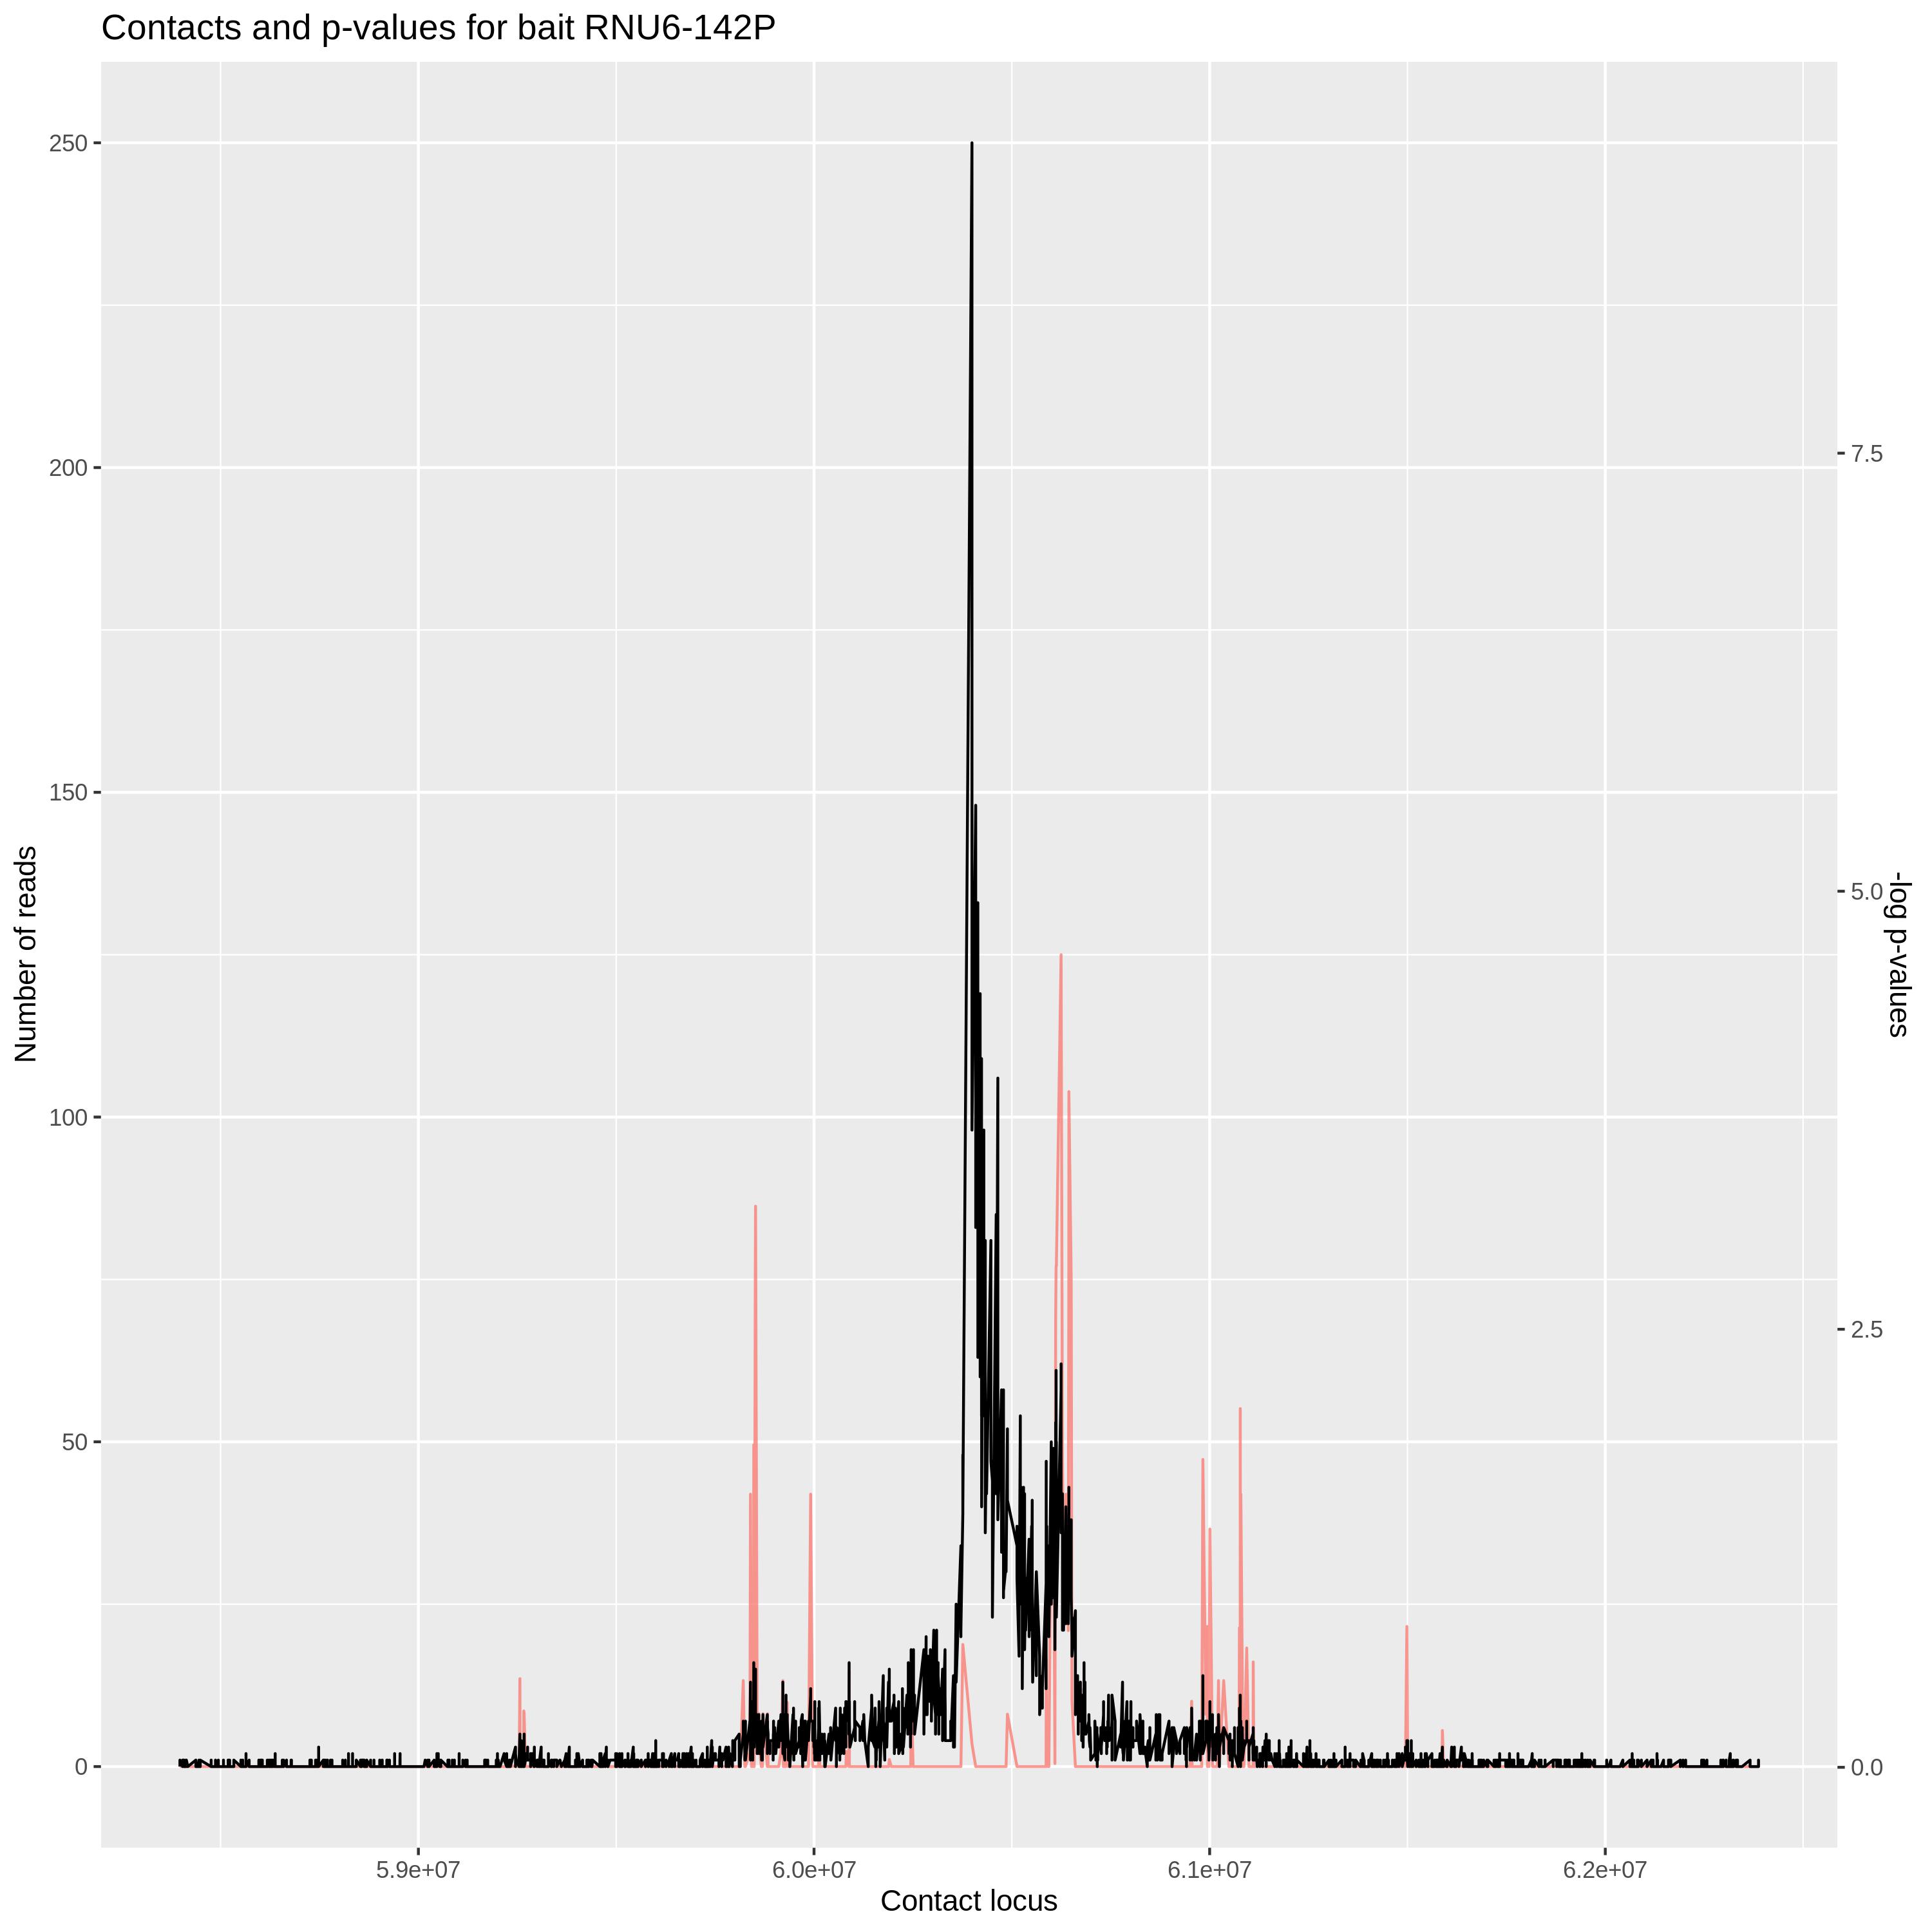 Contacts and p-values for bait RNU6-142P
250
200
150
100
50
0
Number of reads
7.5
5.0
2.5
0.0
-log p-values
5.9e+07
6.0e+07
6.1e+07
6.2e+07
Contact locus